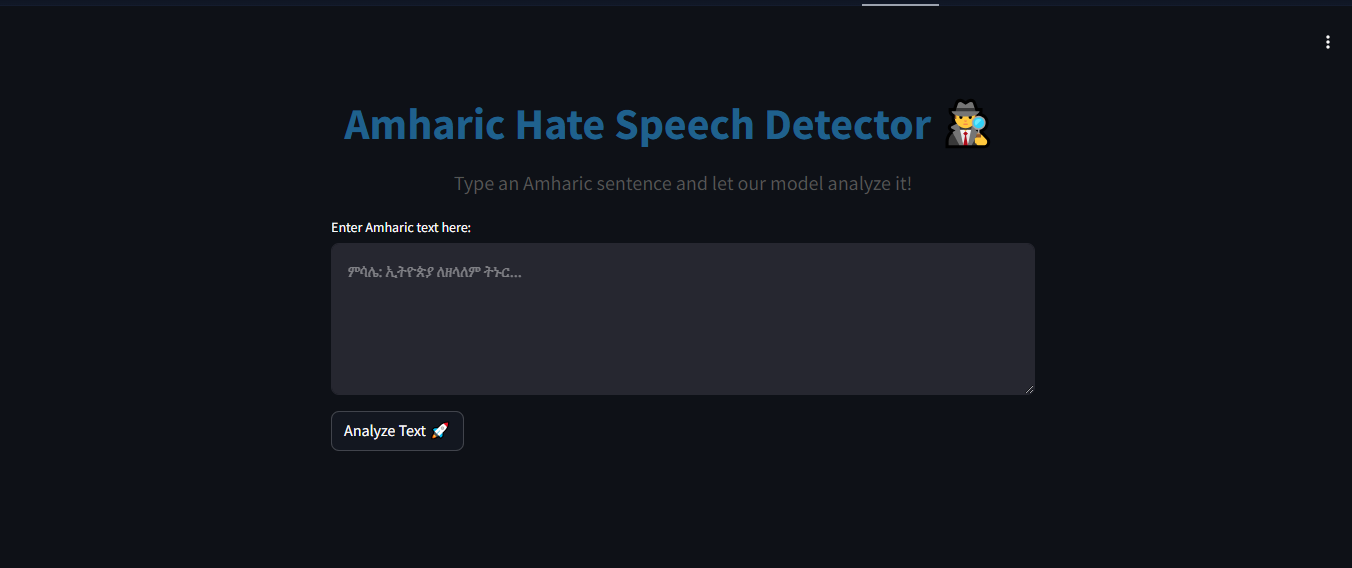 Amharic Hate Speech Detector 🕵️
Type an Amharic sentence and let our model analyze it!
Enter Amharic text here:
ምሳሌ: ኢትዮጵያ ለዘላለም ትኑር...
Analyze Text 🚀